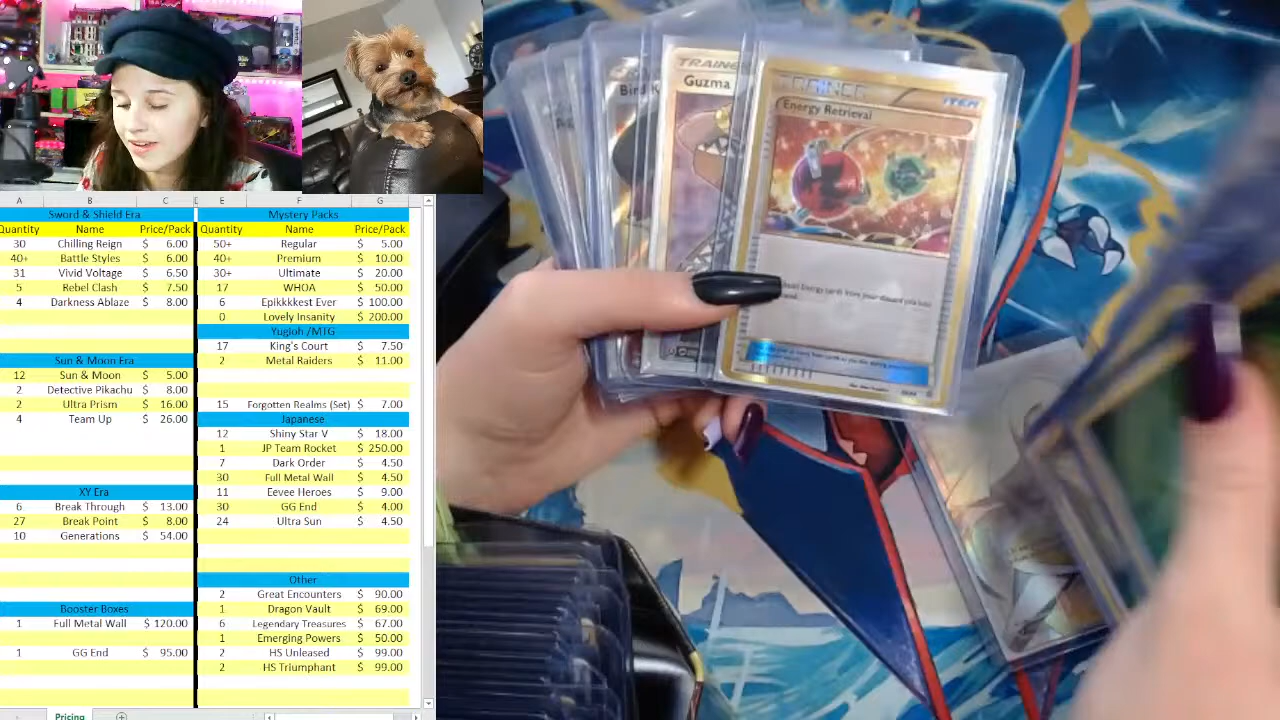 A B C E F G
Sword & Shield Era
Quantity Name Price/Pack
30 Chilling Reign $ 6.00
40+ Battle Styles $ 6.00
31 Vivid Voltage $ 6.50
5 Rebel Clash $ 7.50
4 Darkness Ablaze $ 8.00
Sun & Moon Era
12 Sun & Moon $ 5.00
2 Detective Pikachu $ 8.00
2 Ultra Prism $ 16.00
4 Team Up $ 26.00
XY Era
6 Break Through $ 13.00
27 Break Point $ 8.00
10 Generations $ 54.00
Booster Boxes
1 Full Metal Wall $ 120.00
1 GG End $ 95.00
Mystery Packs
Quantity Name Price/Pack
50+ Regular $ 5.00
40+ Premium $ 10.00
30+ Ultimate $ 20.00
17 WHOA $ 50.00
6 Epikkkkest Ever $ 100.00
0 Lovely Insanity $ 200.00
Yugioh /MTG
17 King's Court $ 7.50
2 Metal Raiders $ 11.00
15 Forgotten Realms (Set) $ 7.00
Japanese
12 Shiny Star V $ 18.00
1 JP Team Rocket $ 250.00
7 Dark Order $ 4.50
30 Full Metal Wall $ 4.50
11 Eevee Heroes $ 9.00
30 GG End $ 4.00
24 Ultra Sun $ 4.50
Other
2 Great Encounters $ 90.00
1 Dragon Vault $ 69.00
6 Legendary Treasures $ 67.00
1 Emerging Powers $ 50.00
2 HS Unleased $ 99.00
2 HS Triumphant $ 99.00
Pricing
TRAINER
Guzma
TRAINER ITEM
Energy Retrieval